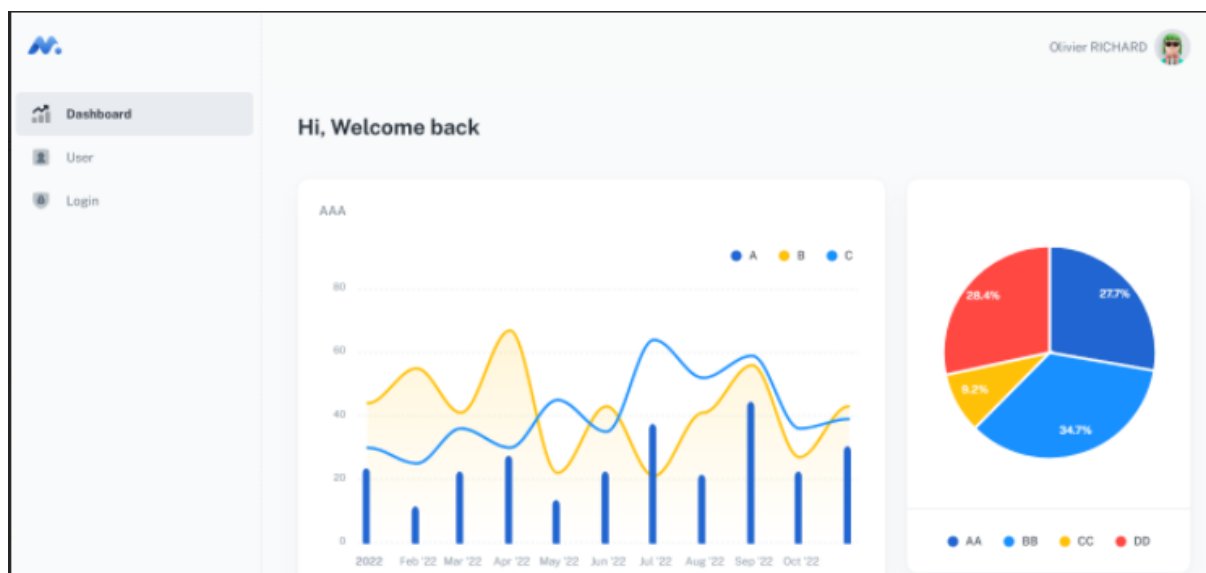 Olivier RICHARD
Dashboard
User
Login
Hi, Welcome back
AAA
A B C
80
60
40
20
0
2022 Feb '22 Mar '22 Apr '22 May '22 Jun '22 Jul '22 Aug '22 Sep '22 Oct '22
28.4% 27.7%
9.2%
34.7%
AA BB CC DD